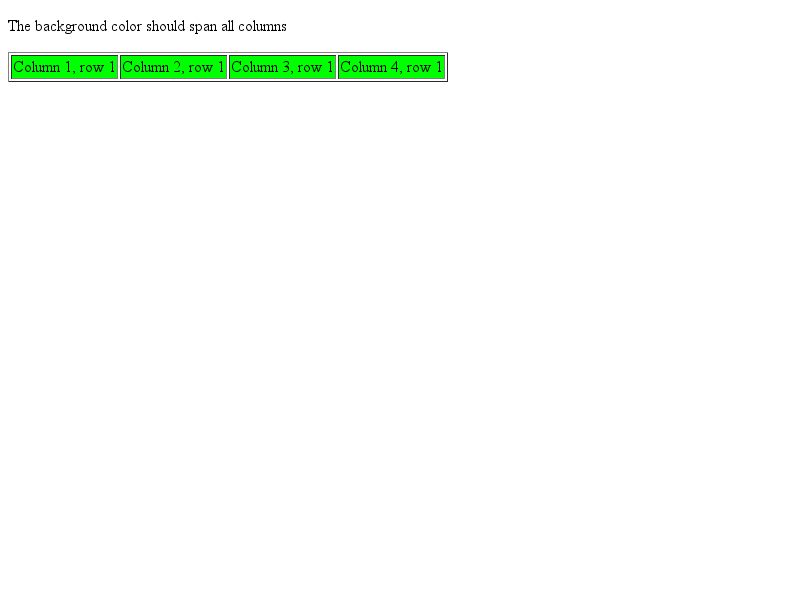 The background color should span all columns
Column 1, row 1 Column 2, row 1 Column 3, row 1 Column 4, row 1